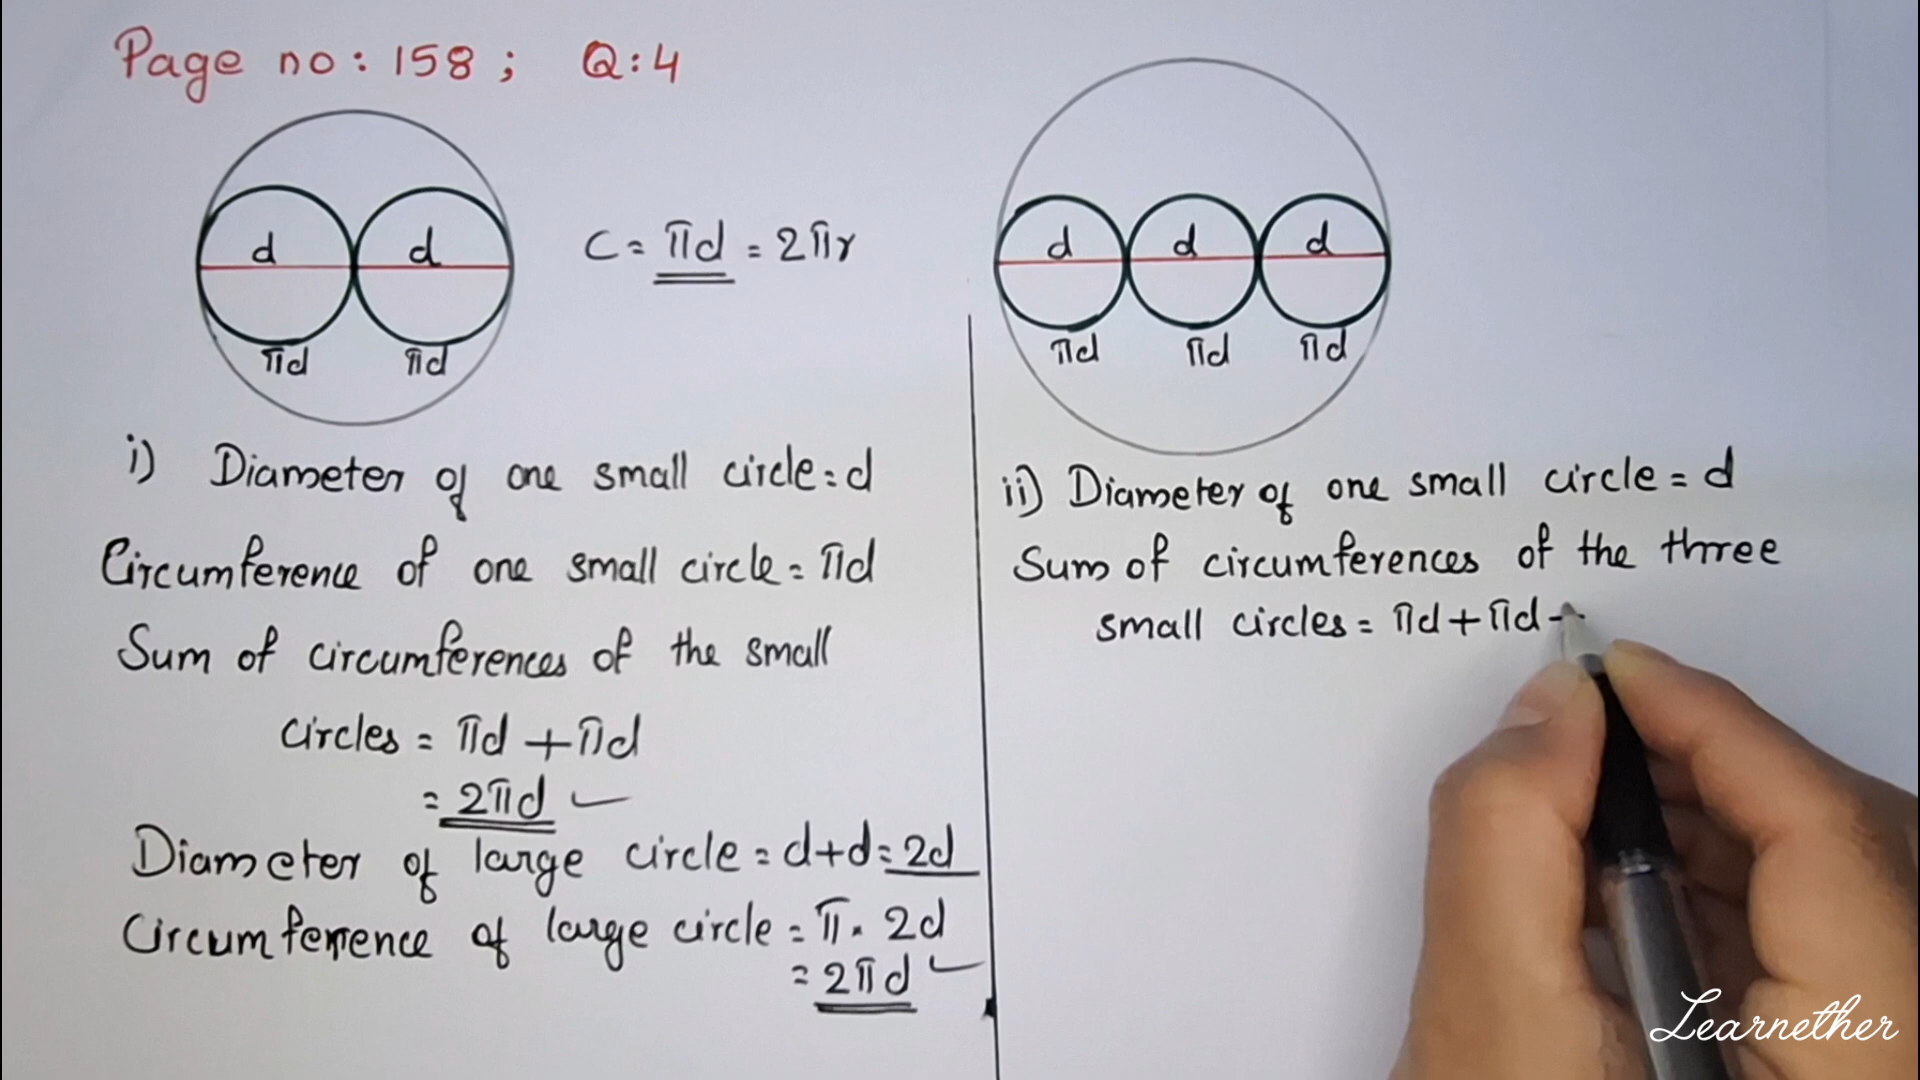 Page no: 158 ; Q:4
d d
πd πd
C = πd = 2πr
d d d
πd πd πd
i) Diameter of one small circle = d
Circumference of one small circle = πd
Sum of circumferences of the small
circles = πd + πd
= 2πd
Diameter of large circle = d+d = 2d
Circumference of large circle = π × 2d
= 2πd
ii) Diameter of one small circle = d
Sum of circumferences of the three
small circles = πd + πd +
Learnether